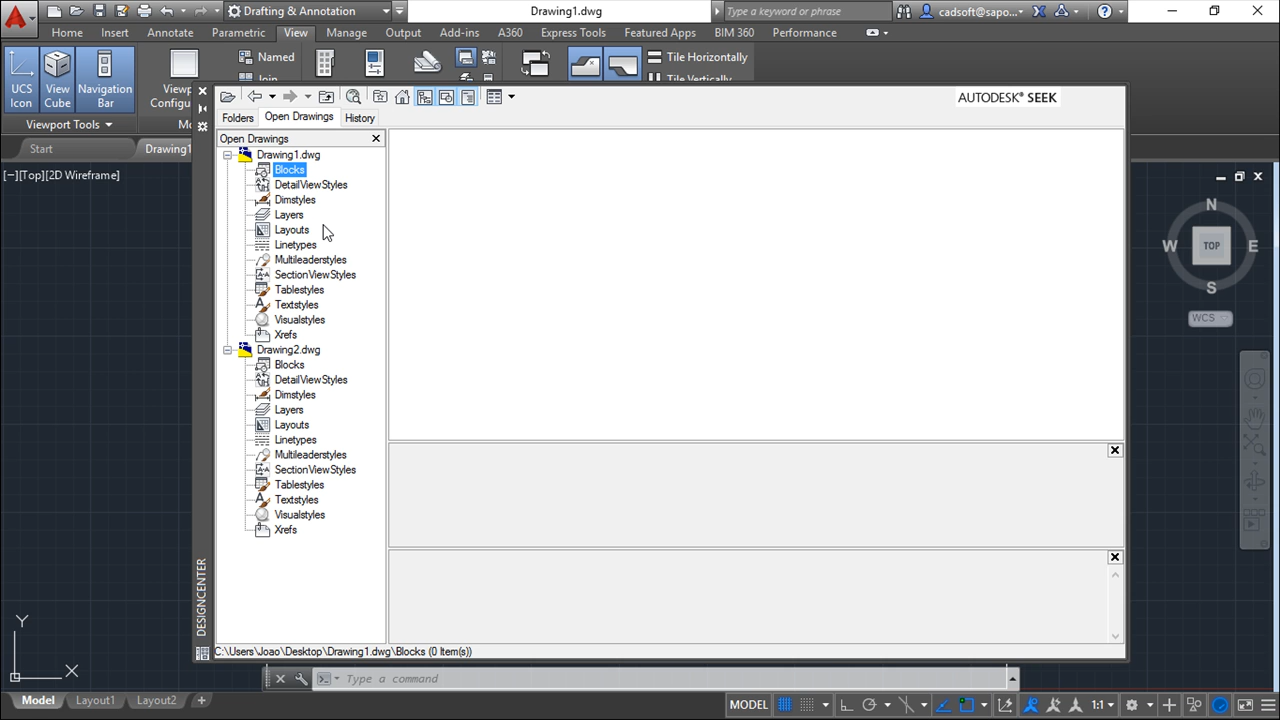 Drafting & Annotation
Drawing1.dwg
Type a keyword or phrase
cadsoft@sapo...
Home Insert Annotate Parametric View Manage Output Add-ins A360 Express Tools Featured Apps BIM 360 Performance
UCS Icon
View Cube
Navigation Bar
Viewport Tools
Named
Tile Horizontally
Start
[−][Top][2D Wireframe]
AUTODESK® SEEK
Folders Open Drawings History
Open Drawings
Drawing1.dwg
Blocks
DetailViewStyles
Dimstyles
Layers
Layouts
Linetypes
Multileaderstyles
SectionViewStyles
Tablestyles
Textstyles
Visualstyles
Xrefs
Drawing2.dwg
Blocks
DetailViewStyles
Dimstyles
Layers
Layouts
Linetypes
Multileaderstyles
SectionViewStyles
Tablestyles
Textstyles
Visualstyles
Xrefs
DESIGNCENTER
C:\Users\Joao\Desktop\Drawing1.dwg\Blocks (0 Item(s))
N
W TOP E
S
WCS
Y
X
Type a command
Model Layout1 Layout2 +
MODEL 1:1